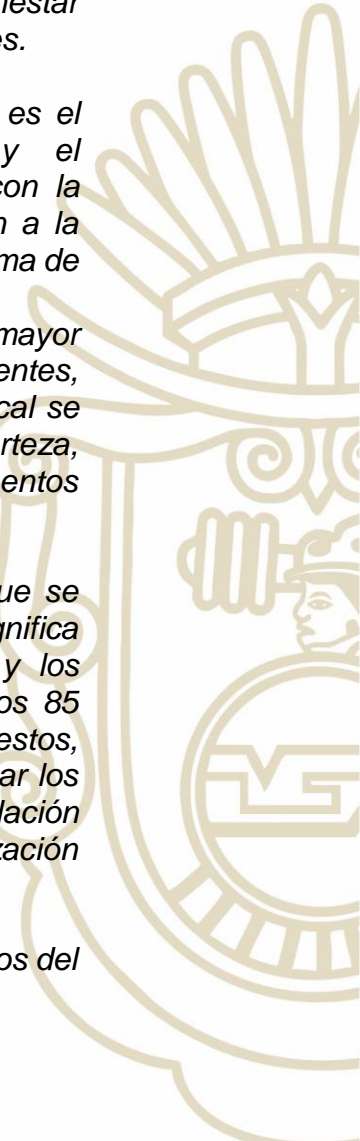 es.
es el
y el
con la
a la
ma de
mayor
entes,
cal se
rteza,
entos
ue se
gnifica
y los
os 85
estos,
ar los
lación
zación
os del